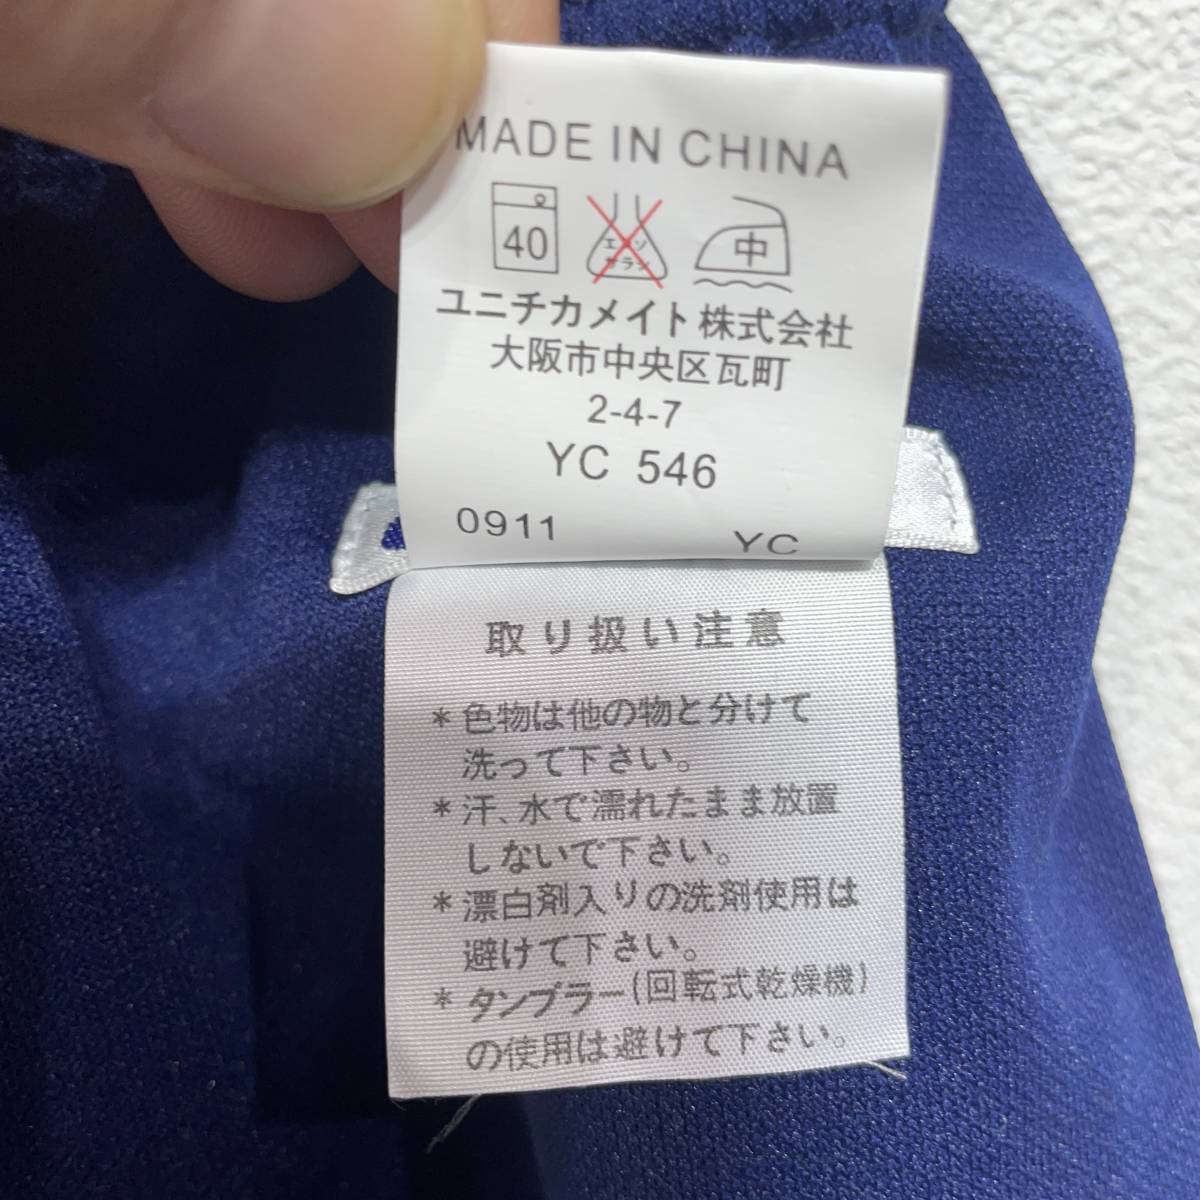 MADE IN CHINA
40
エンソ
サラシ
中
ユニチカメイト株式会社
大阪市中央区瓦町
2-4-7
YC 546
0911 YC
取り扱い注意
*色物は他の物と分けて
洗って下さい。
*汗、水で濡れたまま放置
しないで下さい。
*漂白剤入りの洗剤使用は
避けて下さい。
*タンブラー(回転式乾燥機)
の使用は避けて下さい。